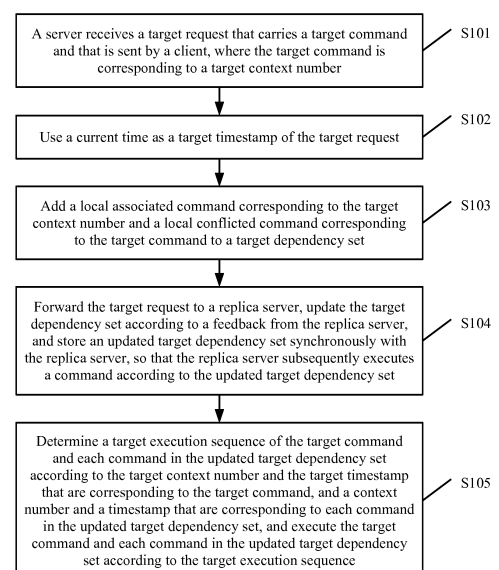 A server receives a target request that carries a target command
and that is sent by a client, where the target command is
corresponding to a target context number
S101
Use a current time as a target timestamp of the target request
S102
Add a local associated command corresponding to the target
context number and a local conflicted command corresponding
to the target command to a target dependency set
S103
Forward the target request to a replica server, update the target
dependency set according to a feedback from the replica server,
and store an updated target dependency set synchronously with
the replica server, so that the replica server subsequently executes
a command according to the updated target dependency set
S104
Determine a target execution sequence of the target command
and each command in the updated target dependency set
according to the target context number and the target timestamp
that are corresponding to the target command, and a context
number and a timestamp that are corresponding to each command
in the updated target dependency set, and execute the target
command and each command in the updated target dependency
set according to the target execution sequence
S105